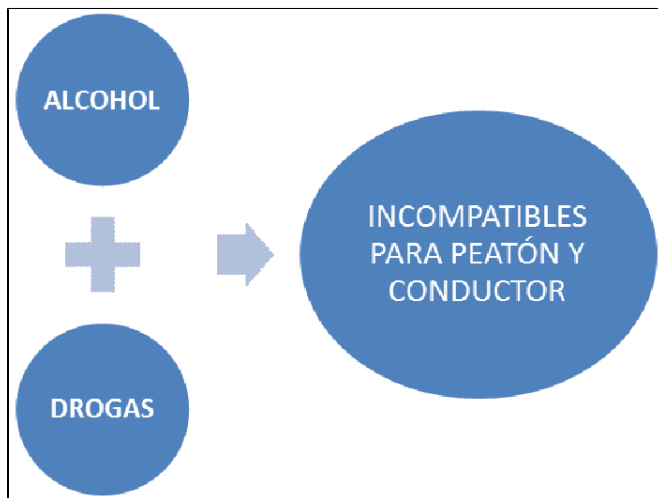 ALCOHOL
DROGAS
INCOMPATIBLES
PARA PEATÓN Y
CONDUCTOR